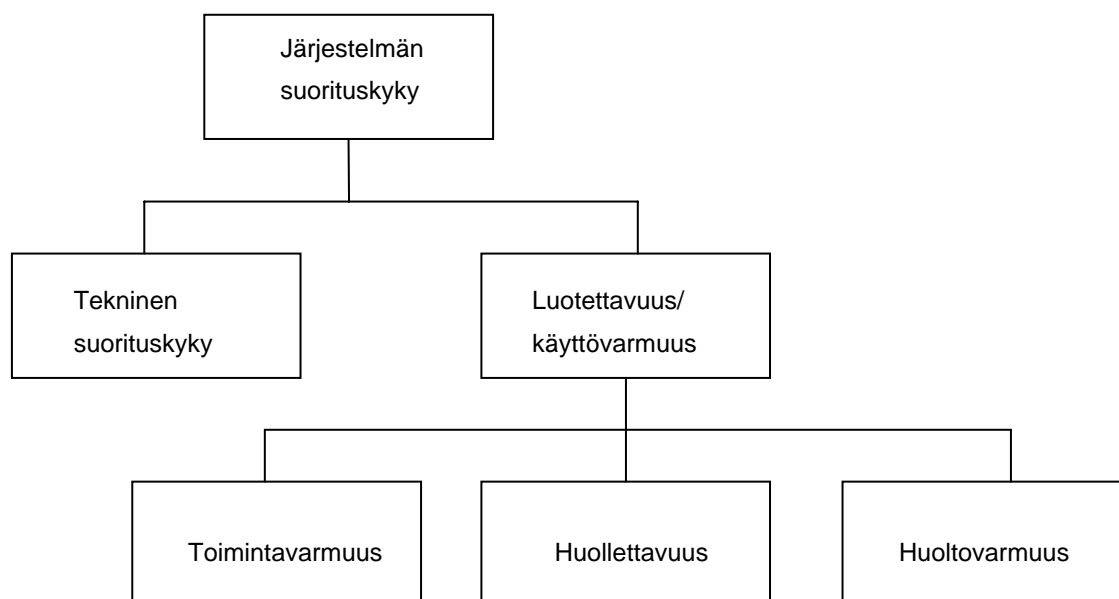 Järjestelmän
suorituskyky
Tekninen
suorituskyky
Luotettavuus/
käyttövarmuus
Toimintavarmuus
Huollettavuus
Huoltovarmuus